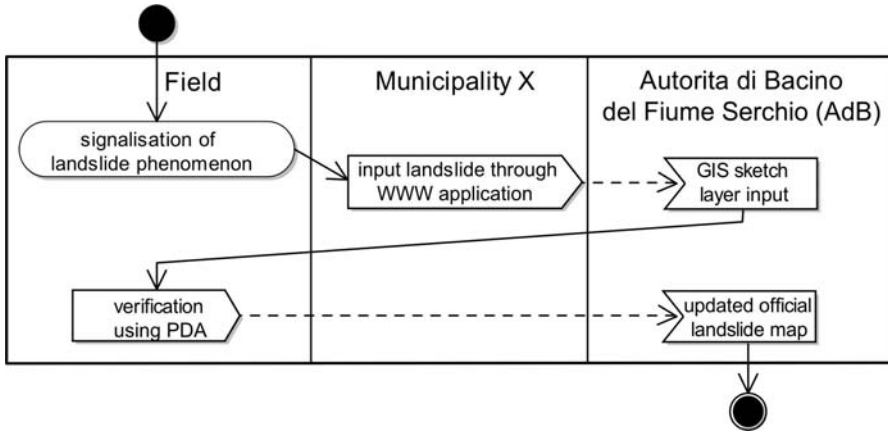 Field
Municipality X
Autorita di Bacino
del Fiume Serchio (AdB)
signalisation of
landslide phenomenon
input landslide through
WWW application
GIS sketch
layer input
verification
using PDA
updated official
landslide map